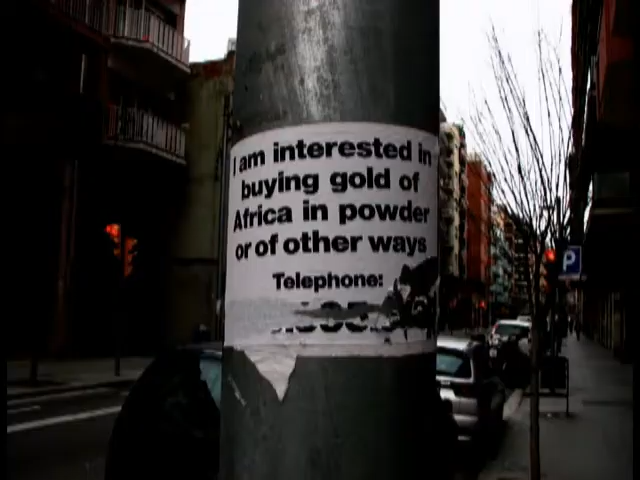 I am interested in
buying gold of
Africa in powder
or of other ways
Telephone:
P